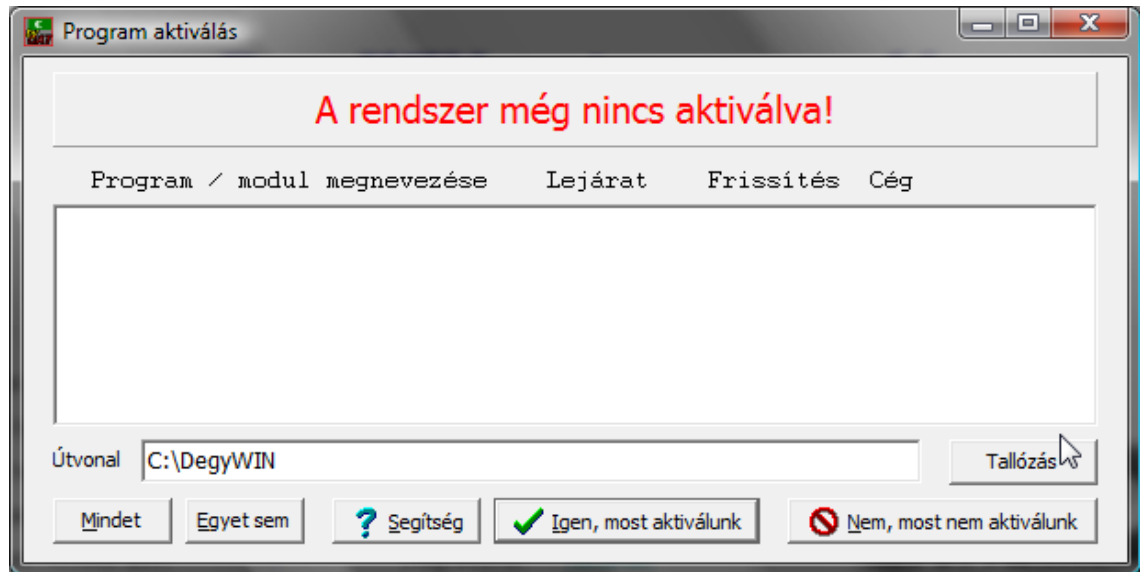 Program aktiválás
A rendszer még nincs aktiválva!
Program / modul megnevezése Lejárat Frissítés Cég
Útvonal C:\DegyWIN Tallózás
Mindet Egyet sem ? Segítség Igen, most aktiválunk Nem, most nem aktiválunk